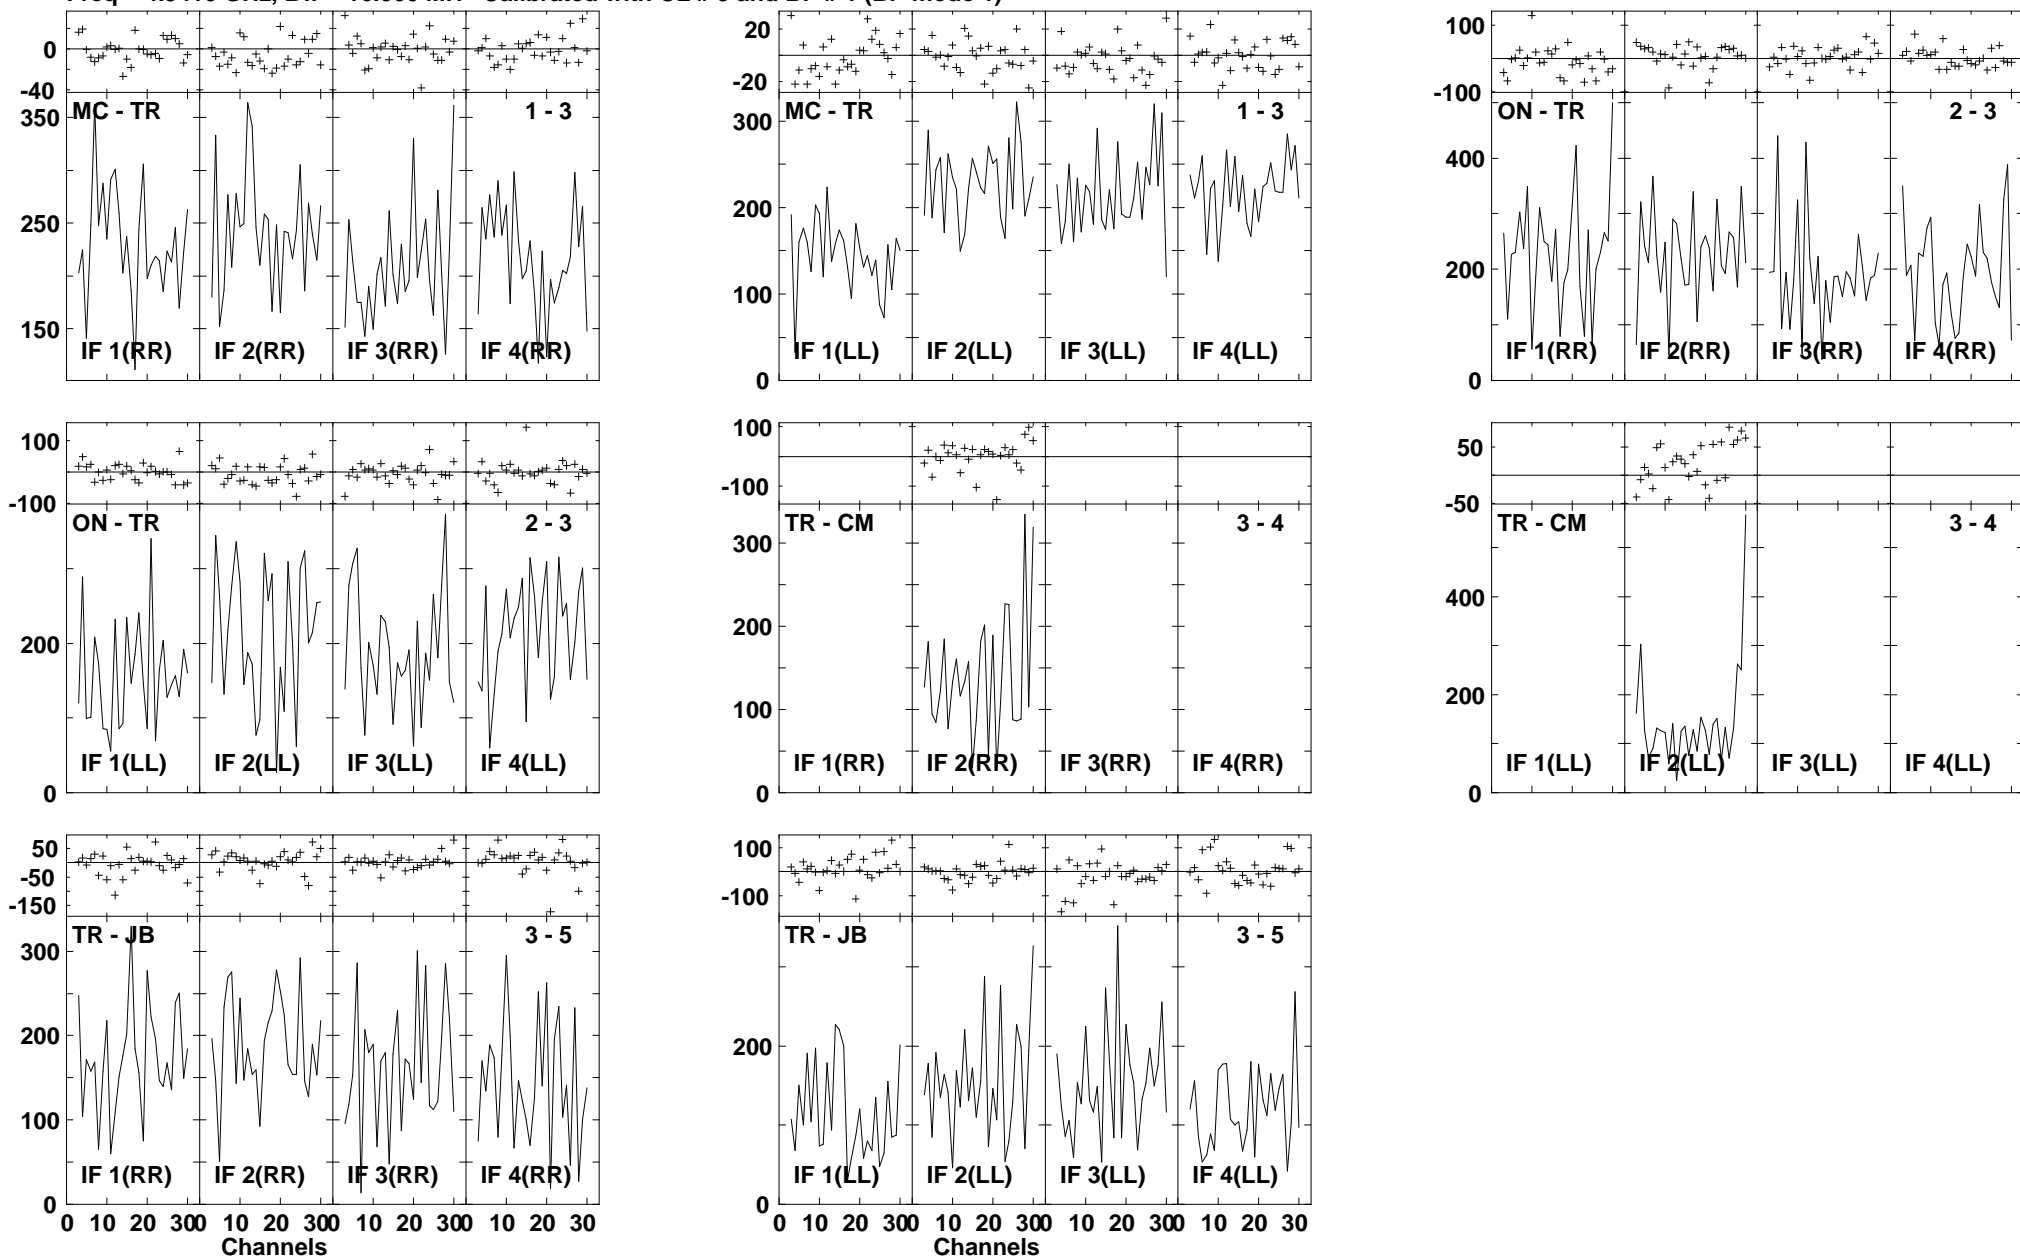 0
-40
350
250
150
MC - TR
1 - 3
IF 1(RR)
IF 2(RR)
IF 3(RR)
IF 4(RR)
20
-20
300
200
100
0
MC - TR
1 - 3
IF 1(LL)
IF 2(LL)
IF 3(LL)
IF 4(LL)
100
-100
400
200
0
ON - TR
2 - 3
IF 1(RR)
IF 2(RR)
IF 3(RR)
IF 4(RR)
100
-100
200
0
ON - TR
2 - 3
IF 1(LL)
IF 2(LL)
IF 3(LL)
IF 4(LL)
100
-100
300
200
100
0
TR - CM
3 - 4
IF 1(RR)
IF 2(RR)
IF 3(RR)
IF 4(RR)
50
-50
400
200
0
TR - CM
3 - 4
IF 1(LL)
IF 2(LL)
IF 3(LL)
IF 4(LL)
50
-50
-150
300
200
100
0
TR - JB
3 - 5
IF 1(RR)
IF 2(RR)
IF 3(RR)
IF 4(RR)
0 10 20 30 0 10 20 30 0 10 20 30 0 10 20 30
Channels
100
-100
200
0
TR - JB
3 - 5
IF 1(LL)
IF 2(LL)
IF 3(LL)
IF 4(LL)
0 10 20 30 0 10 20 30 0 10 20 30 0 10 20 30
Channels